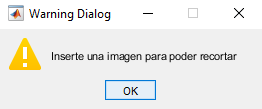 Warning Dialog
Inserte una imagen para poder recortar
OK